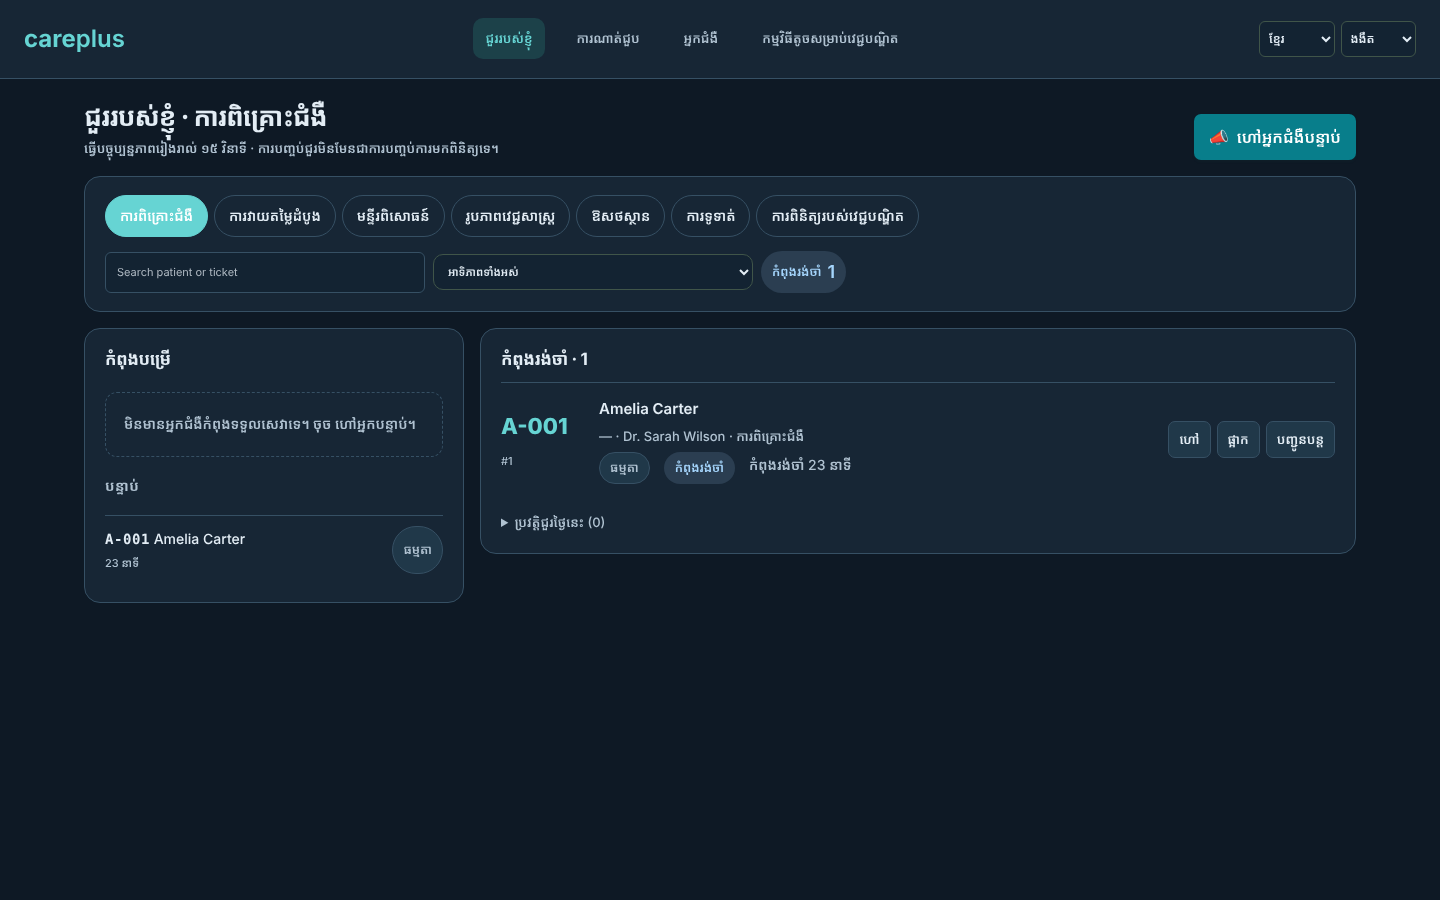 careplus
ជួររបស់ខ្ញុំ
ការណាត់ជួប
អ្នកជំងឺ
កម្មវិធីតូចសម្រាប់វេជ្ជបណ្ឌិត
ខ្មែរ
ងងឹត
ជួររបស់ខ្ញុំ · ការពិគ្រោះជំងឺ
ធ្វើបច្ចុប្បន្នភាពរៀងរាល់ ១៥ វិនាទី · ការបញ្ចប់ជួរមិនមែនជាការបញ្ចប់ការមកពិនិត្យទេ។
📣 ហៅអ្នកជំងឺបន្ទាប់
ការពិគ្រោះជំងឺ
ការវាយតម្លៃដំបូង
មន្ទីរពិសោធន៍
រូបភាពវេជ្ជសាស្ត្រ
ឱសថស្ថាន
ការទូទាត់
ការពិនិត្យរបស់វេជ្ជបណ្ឌិត
Search patient or ticket
អាទិភាពទាំងអស់
កំពុងរង់ចាំ 1
កំពុងបម្រើ
មិនមានអ្នកជំងឺកំពុងទទួលសេវាទេ។ ចុច ហៅអ្នកបន្ទាប់។
បន្ទាប់
A-001 Amelia Carter
23 នាទី
ធម្មតា
កំពុងរង់ចាំ · 1
A-001
#1
Amelia Carter
— · Dr. Sarah Wilson · ការពិគ្រោះជំងឺ
ធម្មតា
កំពុងរង់ចាំ
កំពុងរង់ចាំ 23 នាទី
ហៅ
ផ្អាក
បញ្ជូនបន្ត
▶ ប្រវត្តិជួរថ្ងៃនេះ (0)